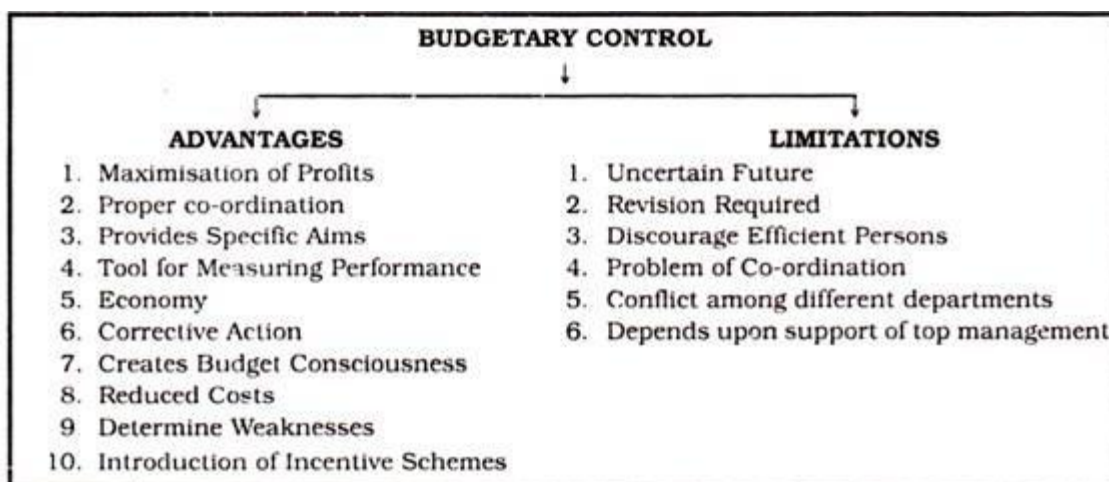 BUDGETARY CONTROL
ADVANTAGES
1. Maximisation of Profits
2. Proper co-ordination
3. Provides Specific Aims
4. Tool for Measuring Performance
5. Economy
6. Corrective Action
7. Creates Budget Consciousness
8. Reduced Costs
9 Determine Weaknesses
10. Introduction of Incentive Schemes
LIMITATIONS
1. Uncertain Future
2. Revision Required
3. Discourage Efficient Persons
4. Problem of Co-ordination
5. Conflict among different departments
6. Depends upon support of top management